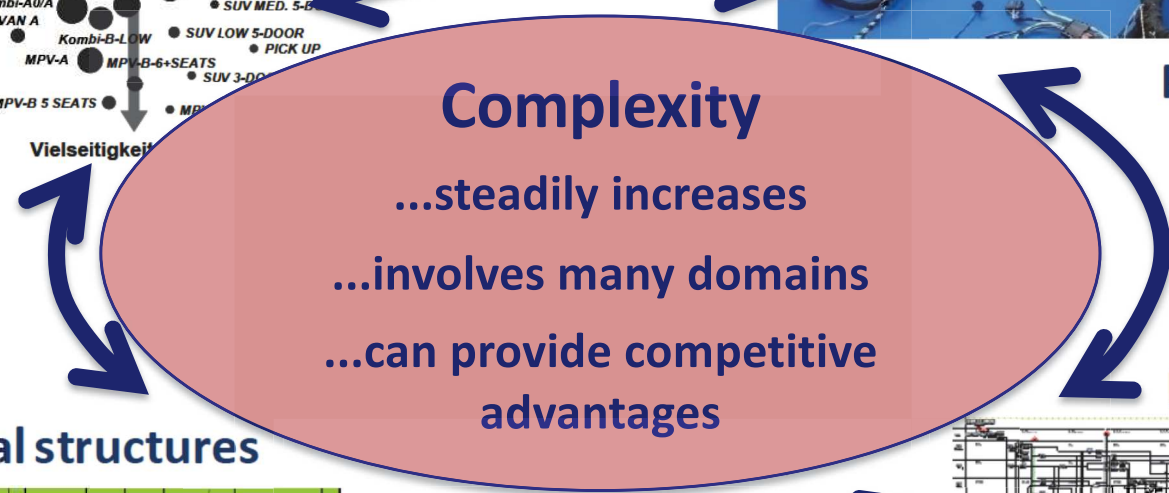 SUV MED. 5-
VAN A
Kombi-B-LOW
SUV LOW 5-DOOR
PICK UP
MPV-A
MPV-B-6+SEATS
SUV 3-DO
MPV-B 5 SEATS
Vielseitigkeit
Complexity
...steadily increases
...involves many domains
...can provide competitive
advantages
al structures